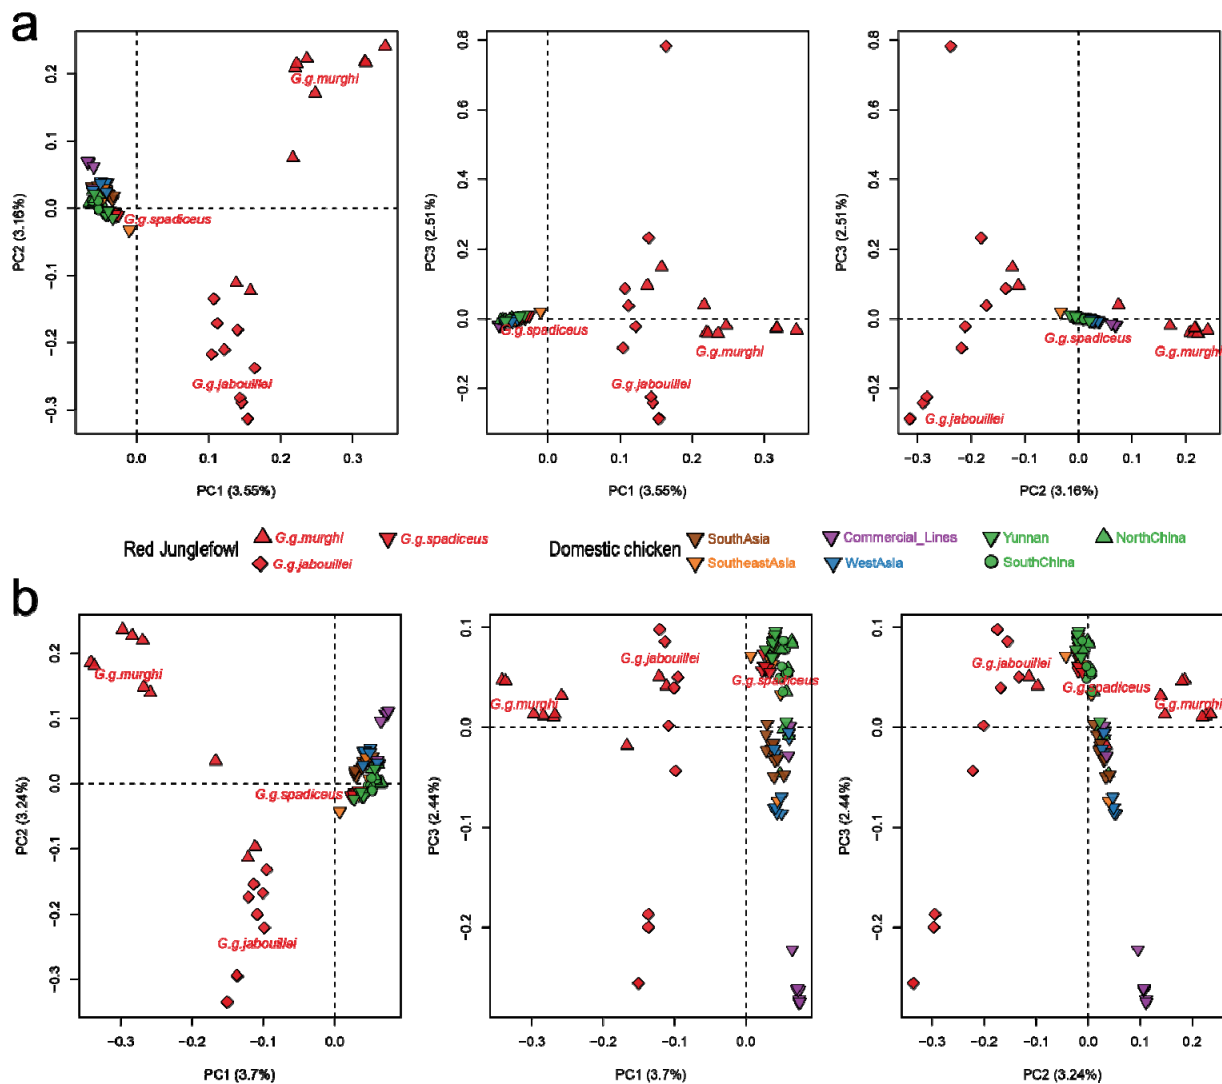 a
0.2
0.1
0.0
−0.1
−0.2
−0.3
PC2 (3.16%)
G.g.murghi
G.g.spadiceus
G.g.jabouillei
0.0
0.1
0.2
0.3
PC1 (3.55%)
0.8
0.6
0.4
0.2
0.0
−0.2
PC3 (2.51%)
G.g.spadiceus
G.g.murghi
G.g.jabouillei
0.0
0.1
0.2
0.3
PC1 (3.55%)
0.8
0.6
0.4
0.2
0.0
−0.2
PC3 (2.51%)
G.g.spadiceus
G.g.murghi
G.g.jabouillei
−0.3
−0.2
−0.1
0.0
0.1
0.2
PC2 (3.16%)
Red Junglefowl
G.g.murghi
G.g.spadiceus
G.g.jabouillei
Domestic chicken
SouthAsia
Commercial_Lines
Yunnan
NorthChina
SoutheastAsia
WestAsia
SouthChina
b
0.2
0.1
0.0
−0.1
−0.2
−0.3
PC2 (3.24%)
G.g.murghi
G.g.spadiceus
G.g.jabouillei
−0.3
−0.2
−0.1
0.0
PC1 (3.7%)
0.1
0.0
−0.1
−0.2
PC3 (2.44%)
G.g.jabouillei
G.g.spadiceus
G.g.murghi
−0.4
−0.3
−0.2
−0.1
0.0
PC1 (3.7%)
0.1
0.0
−0.1
−0.2
PC3 (2.44%)
G.g.jabouillei
G.g.spadiceus
G.g.murghi
−0.3
−0.2
−0.1
0.0
0.1
0.2
PC2 (3.24%)